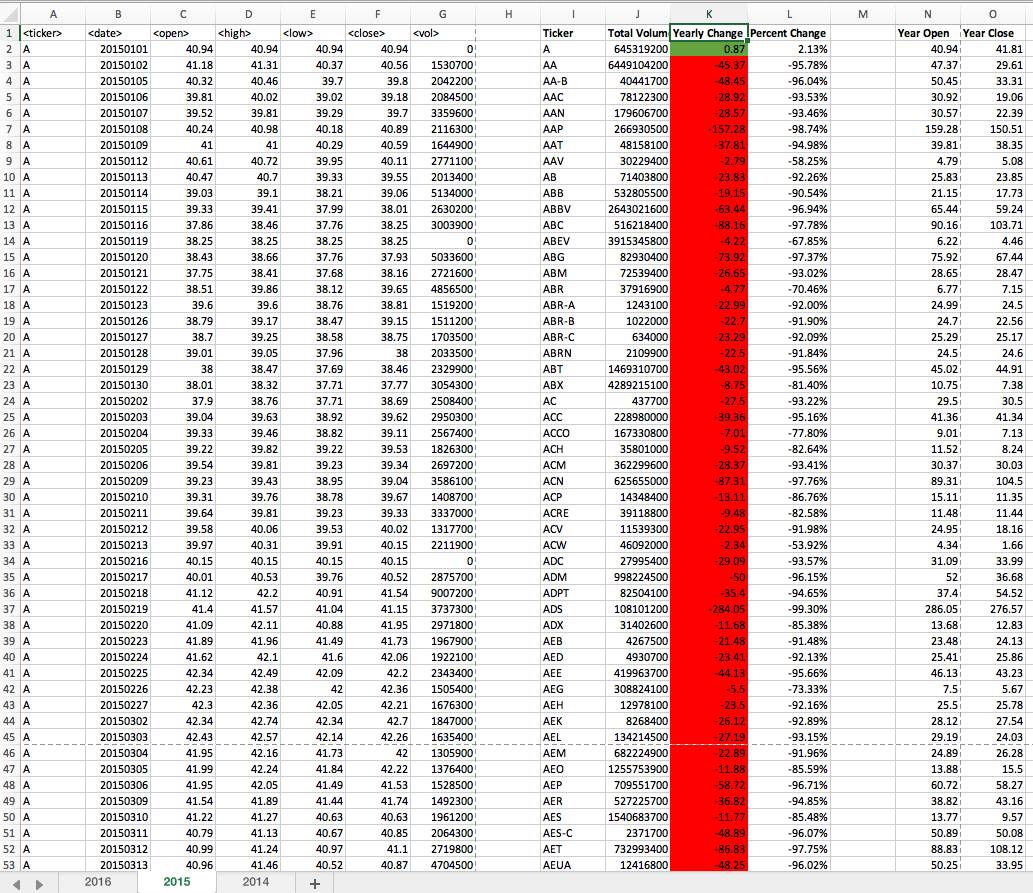 A B C D E F G H I J K L M N O
1 <ticker> <date> <open> <high> <low> <close> <vol> Ticker Total Volum Yearly Change Percent Change Year Open Year Close
2 A 20150101 40.94 40.94 40.94 40.94 0 A 645319200 0.87 2.13% 40.94 41.81
3 A 20150102 41.18 41.31 40.37 40.56 1530700 AA 6449104200 -45.37 -95.78% 47.37 29.61
4 A 20150105 40.32 40.46 39.7 39.8 2042200 AA-B 40441700 -48.45 -96.04% 50.45 33.31
5 A 20150106 39.81 40.02 39.02 39.18 2084500 AAC 78122300 -28.92 -93.53% 30.92 19.06
6 A 20150107 39.52 39.81 39.29 39.7 3359600 AAN 179606700 -28.57 -93.46% 30.57 22.39
7 A 20150108 40.24 40.98 40.18 40.89 2116300 AAP 266930500 -157.28 -98.74% 159.28 150.51
8 A 20150109 41 41 40.29 40.59 1644900 AAT 48158100 -37.81 -94.98% 39.81 38.35
9 A 20150112 40.61 40.72 39.95 40.11 2771100 AAV 30229400 -2.79 -58.25% 4.79 5.08
10 A 20150113 40.47 40.7 39.33 39.55 2013400 AB 71403800 -23.83 -92.26% 25.83 23.85
11 A 20150114 39.03 39.1 38.21 39.06 5134000 ABB 532805500 -19.15 -90.54% 21.15 17.73
12 A 20150115 39.33 39.41 37.99 38.01 2630200 ABBV 2643021600 -63.44 -96.94% 65.44 59.24
13 A 20150116 37.86 38.46 37.76 38.25 3003900 ABC 516218400 -88.16 -97.78% 90.16 103.71
14 A 20150119 38.25 38.25 38.25 38.25 0 ABEV 3915345800 -4.22 -67.85% 6.22 4.46
15 A 20150120 38.43 38.66 37.76 37.93 5033600 ABG 82930400 -73.92 -97.37% 75.92 67.44
16 A 20150121 37.75 38.41 37.68 38.16 2721600 ABM 72539400 -26.65 -93.02% 28.65 28.47
17 A 20150122 38.51 39.86 38.12 39.65 4856500 ABR 37916900 -4.77 -70.46% 6.77 7.15
18 A 20150123 39.6 39.6 38.76 38.81 1519200 ABR-A 1243100 -22.99 -92.00% 24.99 24.5
19 A 20150126 38.79 39.17 38.47 39.15 1511200 ABR-B 1022000 -22.7 -91.90% 24.7 22.56
20 A 20150127 38.7 39.25 38.58 38.75 1703500 ABR-C 634000 -23.29 -92.09% 25.29 25.17
21 A 20150128 39.01 39.05 37.96 38 2033500 ABRN 2109900 -22.5 -91.84% 24.5 24.6
22 A 20150129 38 38.47 37.69 38.46 2329900 ABT 1469310700 -43.02 -95.56% 45.02 44.91
23 A 20150130 38.01 38.32 37.71 37.77 3054300 ABX 4289215100 -8.75 -81.40% 10.75 7.38
24 A 20150202 37.9 38.76 37.71 38.69 2508400 AC 437700 -27.5 -93.22% 29.5 30.5
25 A 20150203 39.04 39.63 38.92 39.62 2950300 ACC 228980000 -39.36 -95.16% 41.36 41.34
26 A 20150204 39.33 39.46 38.82 39.11 2567400 ACCO 167330800 -7.01 -77.80% 9.01 7.13
27 A 20150205 39.22 39.82 39.22 39.53 1826300 ACH 35801000 -9.52 -82.64% 11.52 8.24
28 A 20150206 39.54 39.81 39.23 39.34 2697200 ACM 362299600 -28.37 -93.41% 30.37 30.03
29 A 20150209 39.23 39.43 38.95 39.04 3586100 ACN 625655000 -87.31 -97.76% 89.31 104.5
30 A 20150210 39.31 39.76 38.78 39.67 1408700 ACP 14348400 -13.11 -86.76% 15.11 11.35
31 A 20150211 39.64 39.81 39.23 39.33 3337000 ACRE 39118800 -9.48 -82.58% 11.48 11.44
32 A 20150212 39.58 40.06 39.53 40.02 1317700 ACV 11539300 -22.95 -91.98% 24.95 18.16
33 A 20150213 39.97 40.31 39.91 40.15 2211900 ACW 46092000 -2.34 -53.92% 4.34 1.66
34 A 20150216 40.15 40.15 40.15 40.15 0 ADC 27995400 -29.09 -93.57% 31.09 33.99
35 A 20150217 40.01 40.53 39.76 40.52 2875700 ADM 998224500 -50 -96.15% 52 36.68
36 A 20150218 41.12 42.2 40.91 41.54 9007200 ADPT 82504100 -35.4 -94.65% 37.4 54.52
37 A 20150219 41.4 41.57 41.04 41.15 3737300 ADS 108101200 -284.05 -99.30% 286.05 276.57
38 A 20150220 41.09 42.11 40.88 41.95 2971800 ADX 31402600 -11.68 -85.38% 13.68 12.83
39 A 20150223 41.89 41.96 41.49 41.73 1967900 AEB 4267500 -21.48 -91.48% 23.48 24.13
40 A 20150224 41.62 42.1 41.6 42.06 1922100 AED 4930700 -23.41 -92.13% 25.41 25.86
41 A 20150225 42.34 42.49 42.09 42.2 2343400 AEE 419963700 -44.13 -95.66% 46.13 43.23
42 A 20150226 42.23 42.38 42 42.36 1505400 AEG 308824100 -5.5 -73.33% 7.5 5.67
43 A 20150227 42.3 42.36 42.05 42.21 1676300 AEH 12978100 -23.5 -92.16% 25.5 25.78
44 A 20150302 42.34 42.74 42.34 42.7 1847000 AEK 8268400 -26.12 -92.89% 28.12 27.54
45 A 20150303 42.43 42.57 42.14 42.26 1635400 AEL 134214500 -27.19 -93.15% 29.19 24.03
46 A 20150304 41.95 42.16 41.73 42 1305900 AEM 682224900 -22.89 -91.96% 24.89 26.28
47 A 20150305 41.99 42.24 41.84 42.22 1376400 AEO 1255753900 -11.88 -85.59% 13.88 15.5
48 A 20150306 41.95 42.05 41.49 41.53 1528500 AEP 709551700 -58.72 -96.71% 60.72 58.27
49 A 20150309 41.54 41.89 41.44 41.74 1492300 AER 527225700 -36.82 -94.85% 38.82 43.16
50 A 20150310 41.22 41.27 40.63 40.63 1961200 AES 1540683700 -11.77 -85.48% 13.77 9.57
51 A 20150311 40.79 41.13 40.67 40.85 2064300 AES-C 2371700 -48.89 -96.07% 50.89 50.08
52 A 20150312 40.99 41.24 40.97 41.1 2719800 AET 732993400 -86.83 -97.75% 88.83 108.12
53 A 20150313 40.96 41.46 40.52 40.87 4704500 AEUA 12416800 -48.25 -96.02% 50.25 33.95
2016 2015 2014 +